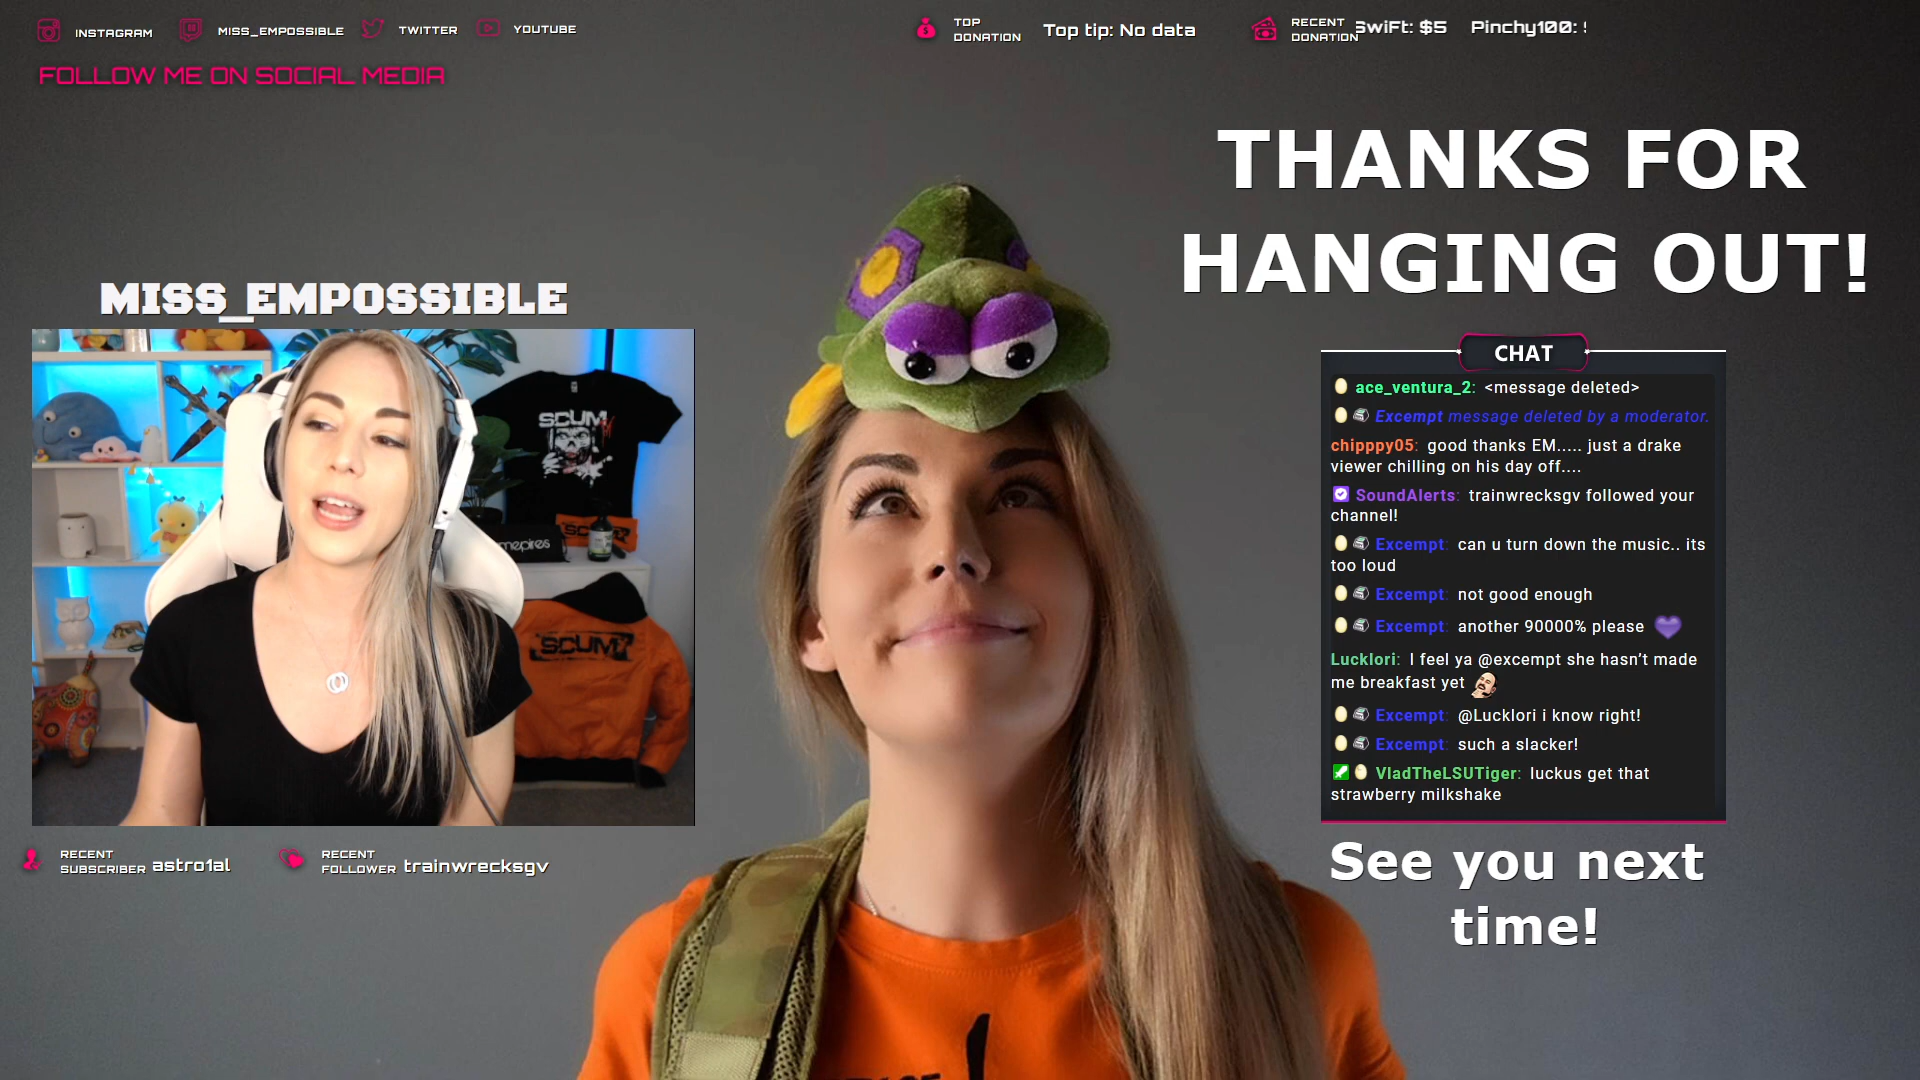 INSTAGRAM
MISS_EMPOSSIBLE
TWITTER
YOUTUBE
FOLLOW ME ON SOCIAL MEDIA
TOP
DONATION
Top tip: No data
RECENT
DONATION
SwiFt: $5
Pinchy100:
THANKS FOR
HANGING OUT!
MISS_EMPOSSIBLE
SCUM
SCUM
RECENT
SUBSCRIBER
astro1al
RECENT
FOLLOWER
trainwrecksgv
CHAT
ace_ventura_2: <message deleted>
Excempt message deleted by a moderator.
chipppy05: good thanks EM..... just a drake
viewer chilling on his day off....
SoundAlerts: trainwrecksgv followed your
channel!
Excempt: can u turn down the music.. its
too loud
Excempt: not good enough
Excempt: another 90000% please
Lucklori: I feel ya @excempt she hasn't made
me breakfast yet
Excempt: @Lucklori i know right!
Excempt: such a slacker!
VladTheLSUTiger: luckus get that
strawberry milkshake
See you next
time!